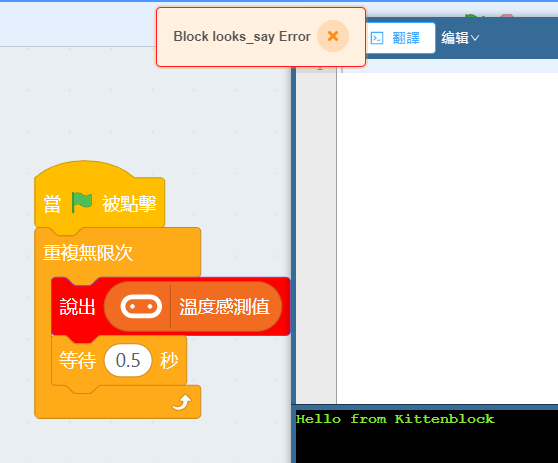 Block looks_say Error
翻譯
编辑
1
當 被點擊
重複無限次
說出 溫度感測值
等待 0.5 秒
Hello from Kittenblock